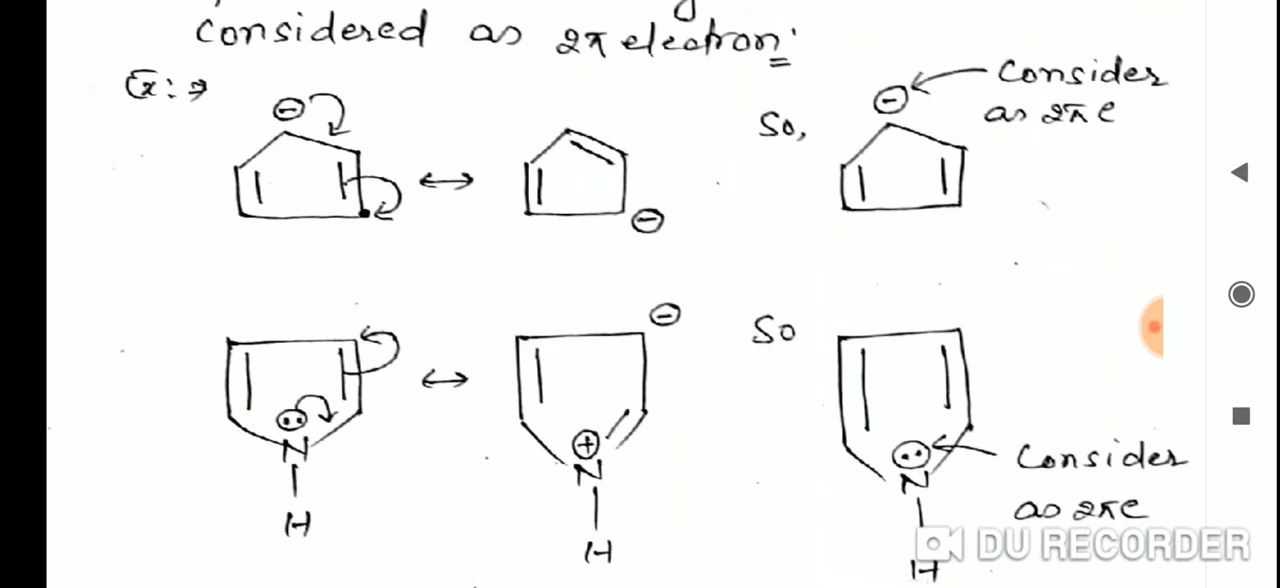 considered as 2π electron.
Ex: ⇒
⊖
Consider
So,
⊖
as 2πe
↔
⊖
⊖
So
↔
⊕
N
N
N
Consider
H
H
as 2πe
H
DU RECORDER